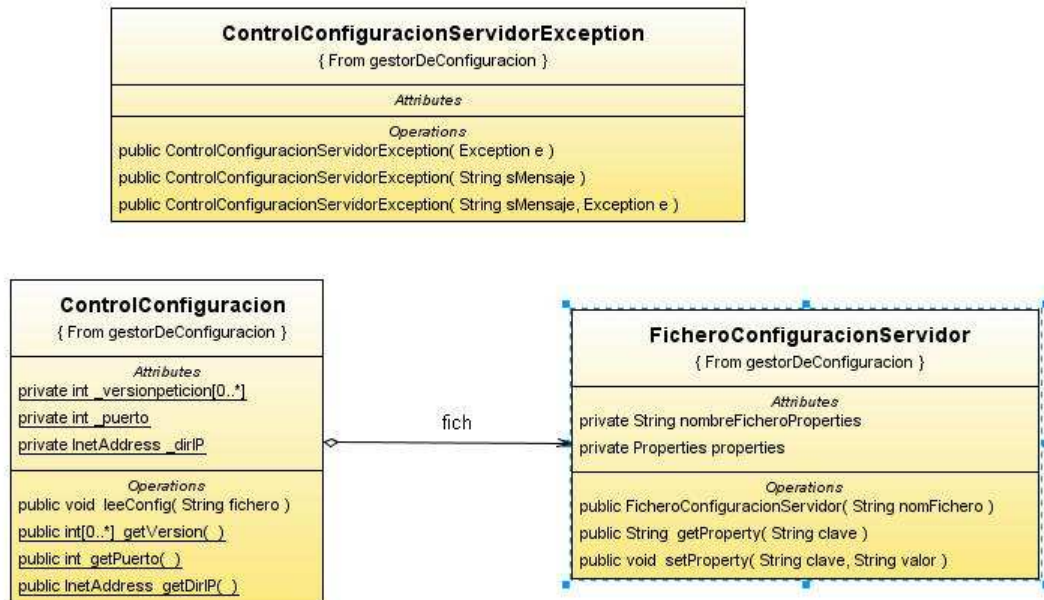 ControlConfiguracionServidorException
{ From gestorDeConfiguracion }
Attributes
Operations
public ControlConfiguracionServidorException( Exception e )
public ControlConfiguracionServidorException( String sMensaje )
public ControlConfiguracionServidorException( String sMensaje, Exception e )
ControlConfiguracion
{ From gestorDeConfiguracion }
Attributes
private int _versionpeticion[0..*]
private int _puerto
private InetAddress _dirIP
Operations
public void leeConfig( String fichero )
public int[0..*] getVersion( )
public int getPuerto( )
public InetAddress getDirIP( )
fich
FicheroConfiguracionServidor
{ From gestorDeConfiguracion }
Attributes
private String nombreFicheroProperties
private Properties properties
Operations
public FicheroConfiguracionServidor( String nomFichero )
public String getProperty( String clave )
public void setProperty( String clave, String valor )